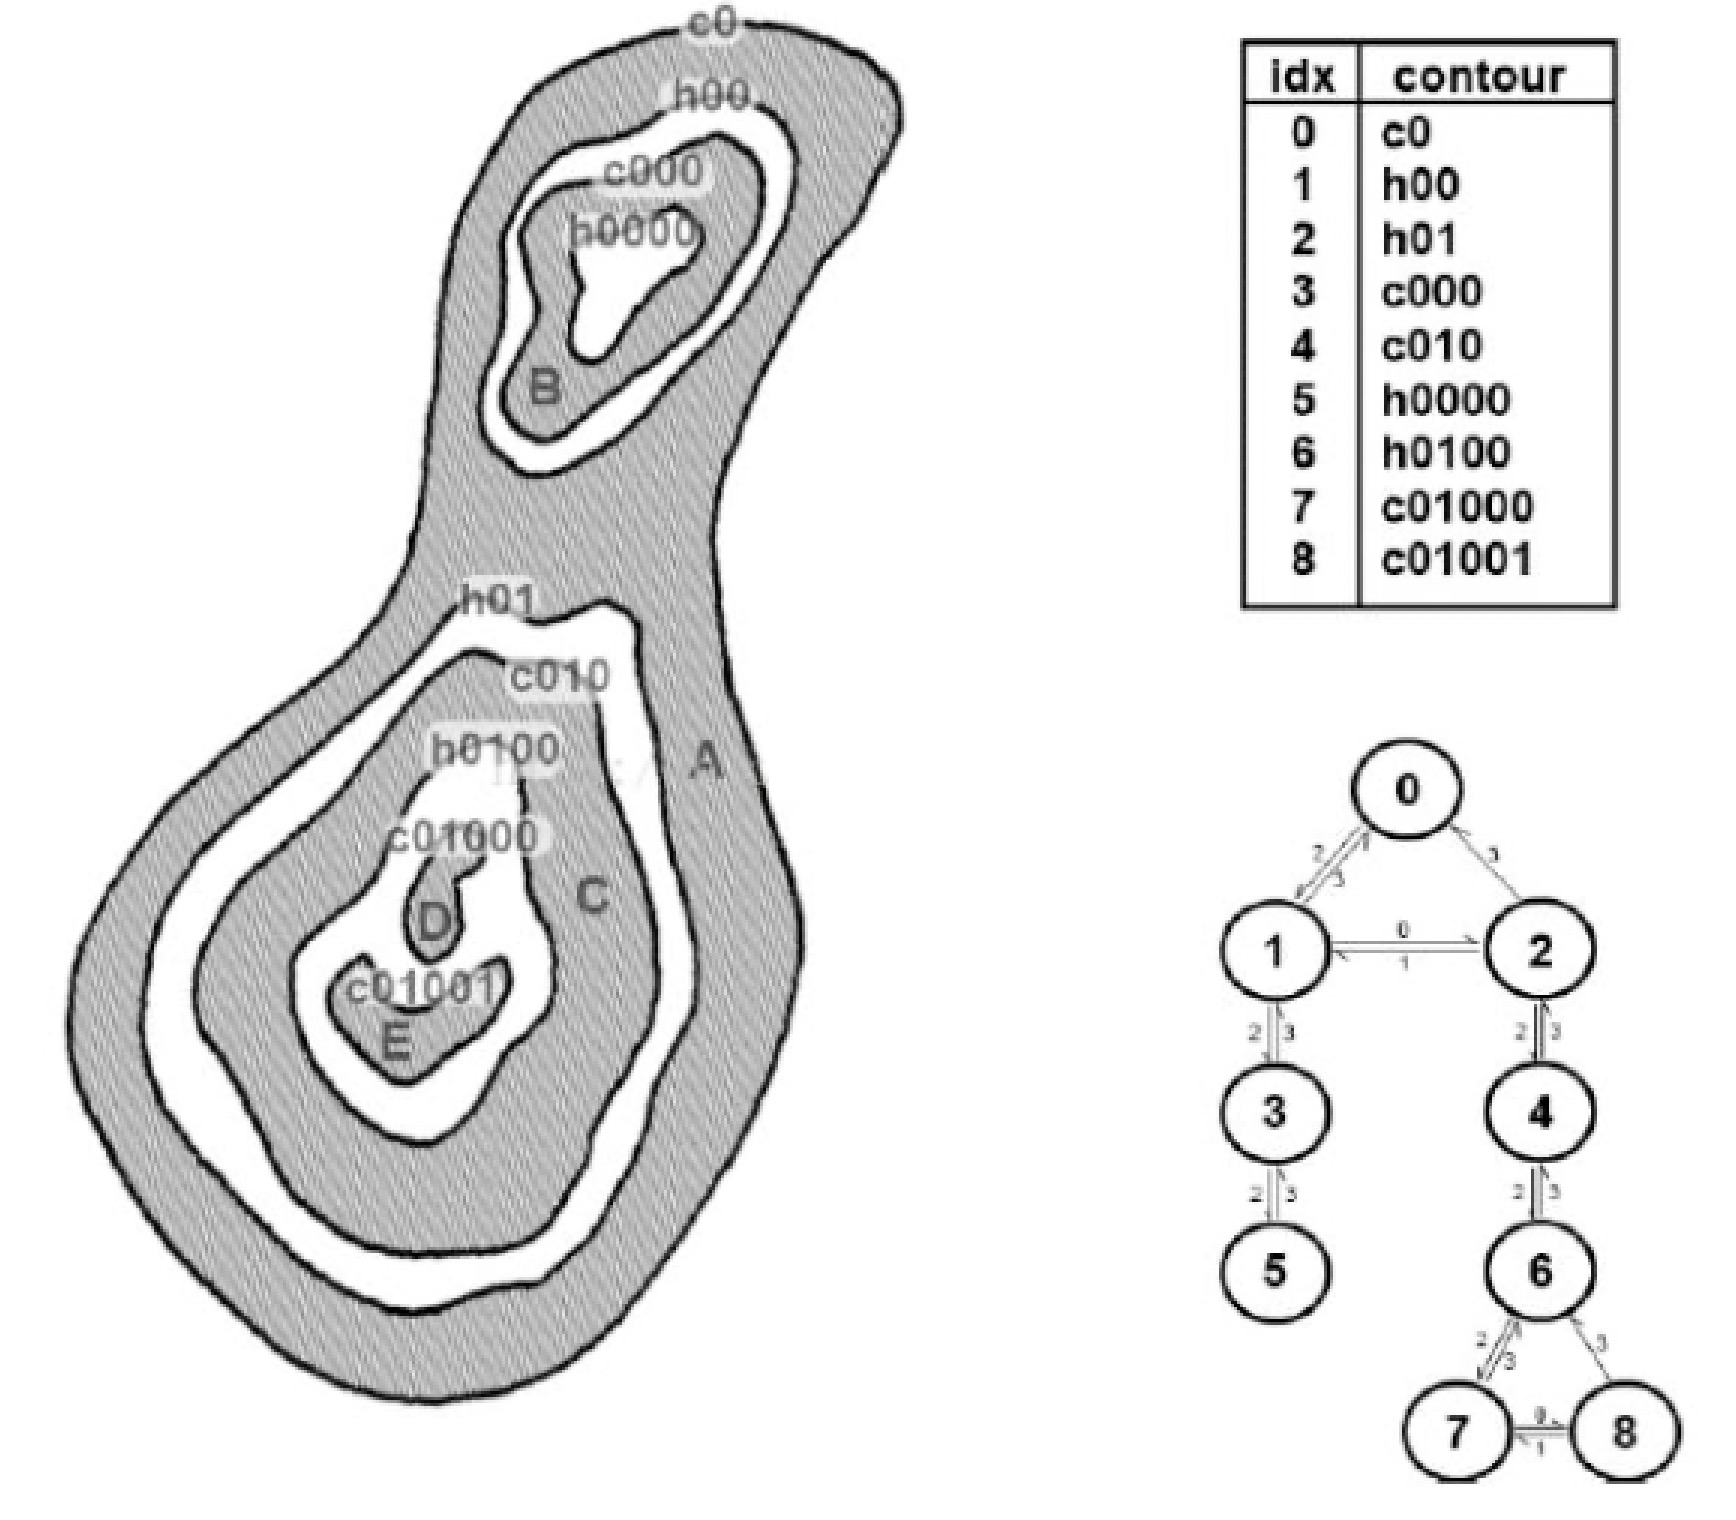 c0
h00
c000
h0000
B
h01
c010
h0100
A
c01000
C
D
c01001
E
idx contour
0 c0
1 h00
2 h01
3 c000
4 c010
5 h0000
6 h0100
7 c01000
8 c01001
0
2 3 3
1 0 1 2
2 3 2 3
3 4
2 3 2 3
5 6
2 3 3
7 0 1 8